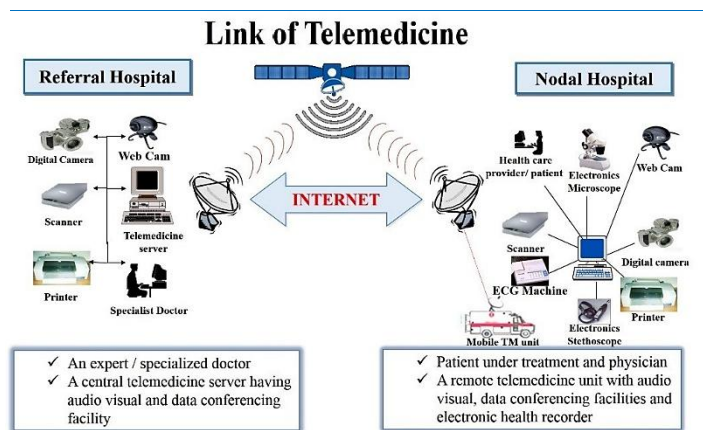 Link of Telemedicine
Referral Hospital
Nodal Hospital
Digital Camera
Web Cam
Scanner
Telemedicine
server
Printer
Specialist Doctor
INTERNET
Health care
provider/ patient
Electronics
Microscope
Web Cam
Scanner
Digital camera
ECG Machine
Printer
Electronics
Stethoscope
Mobile TM unit
✓ An expert / specialized doctor
✓ A central telemedicine server having
audio visual and data conferencing
facility
✓ Patient under treatment and physician
✓ A remote telemedicine unit with audio
visual, data conferencing facilities and
electronic health recorder